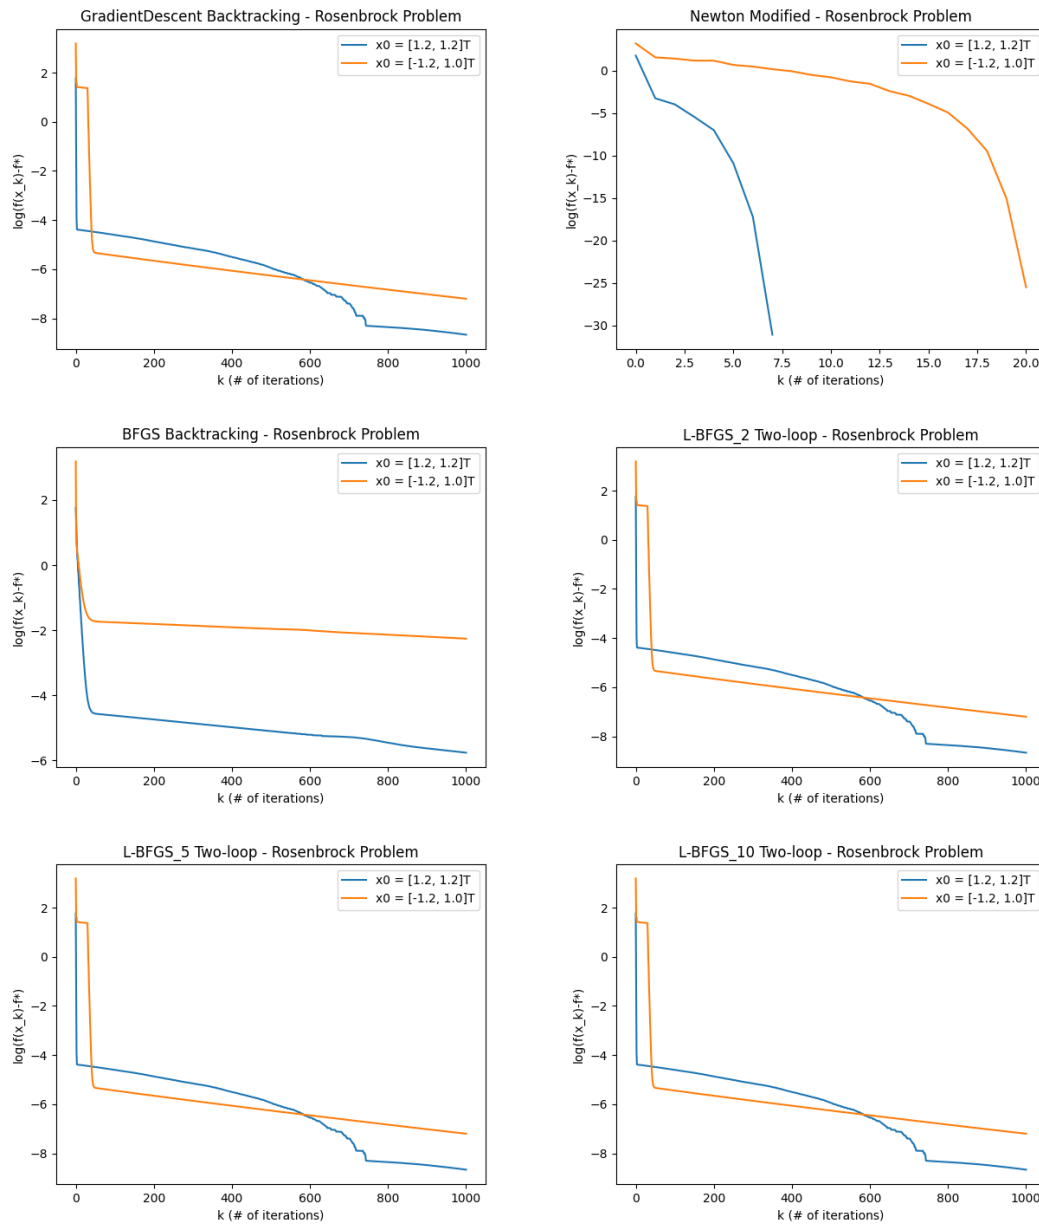 GradientDescent Backtracking - Rosenbrock Problem
x0 = [1.2, 1.2]T
x0 = [-1.2, 1.0]T
2
0
−2
−4
−6
−8
log(f(x_k)-f*)
0 200 400 600 800 1000
k (# of iterations)
Newton Modified - Rosenbrock Problem
x0 = [1.2, 1.2]T
x0 = [-1.2, 1.0]T
0
−5
−10
−15
−20
−25
−30
log(f(x_k)-f*)
0.0 2.5 5.0 7.5 10.0 12.5 15.0 17.5 20.0
k (# of iterations)
BFGS Backtracking - Rosenbrock Problem
x0 = [1.2, 1.2]T
x0 = [-1.2, 1.0]T
2
0
−2
−4
−6
log(f(x_k)-f*)
0 200 400 600 800 1000
k (# of iterations)
L-BFGS_2 Two-loop - Rosenbrock Problem
x0 = [1.2, 1.2]T
x0 = [-1.2, 1.0]T
2
0
−2
−4
−6
−8
log(f(x_k)-f*)
0 200 400 600 800 1000
k (# of iterations)
L-BFGS_5 Two-loop - Rosenbrock Problem
x0 = [1.2, 1.2]T
x0 = [-1.2, 1.0]T
2
0
−2
−4
−6
−8
log(f(x_k)-f*)
0 200 400 600 800 1000
k (# of iterations)
L-BFGS_10 Two-loop - Rosenbrock Problem
x0 = [1.2, 1.2]T
x0 = [-1.2, 1.0]T
2
0
−2
−4
−6
−8
log(f(x_k)-f*)
0 200 400 600 800 1000
k (# of iterations)